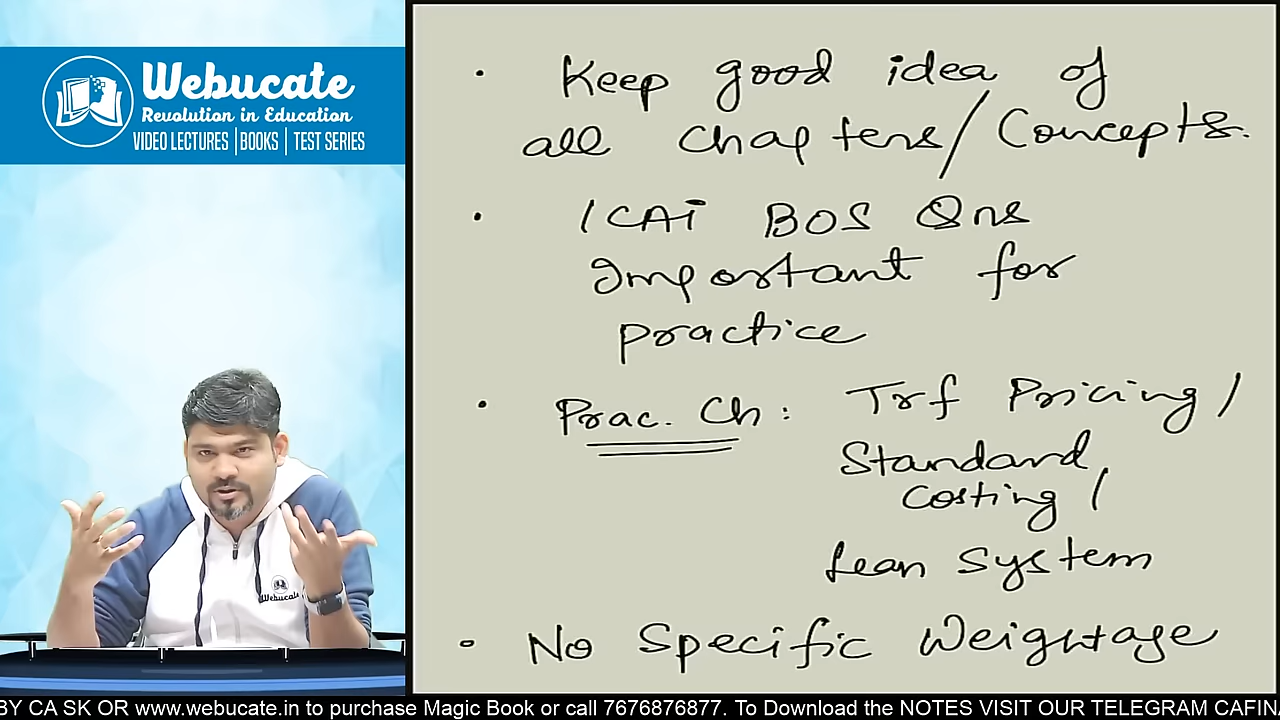 Webucate
Revolution in Education
VIDEO LECTURES | BOOKS | TEST SERIES
• Keep good idea of
all Chapters/Concepts.
• ICAI BOS Qns
Important for
practice
• Prac. Ch: Trf Pricing/
Standard
Costing/
Lean System
• No Specific Weightage
Webucate
BY CA SK OR www.webucate.in to purchase Magic Book or call 7676876877. To Download the NOTES VISIT OUR TELEGRAM CAFINA